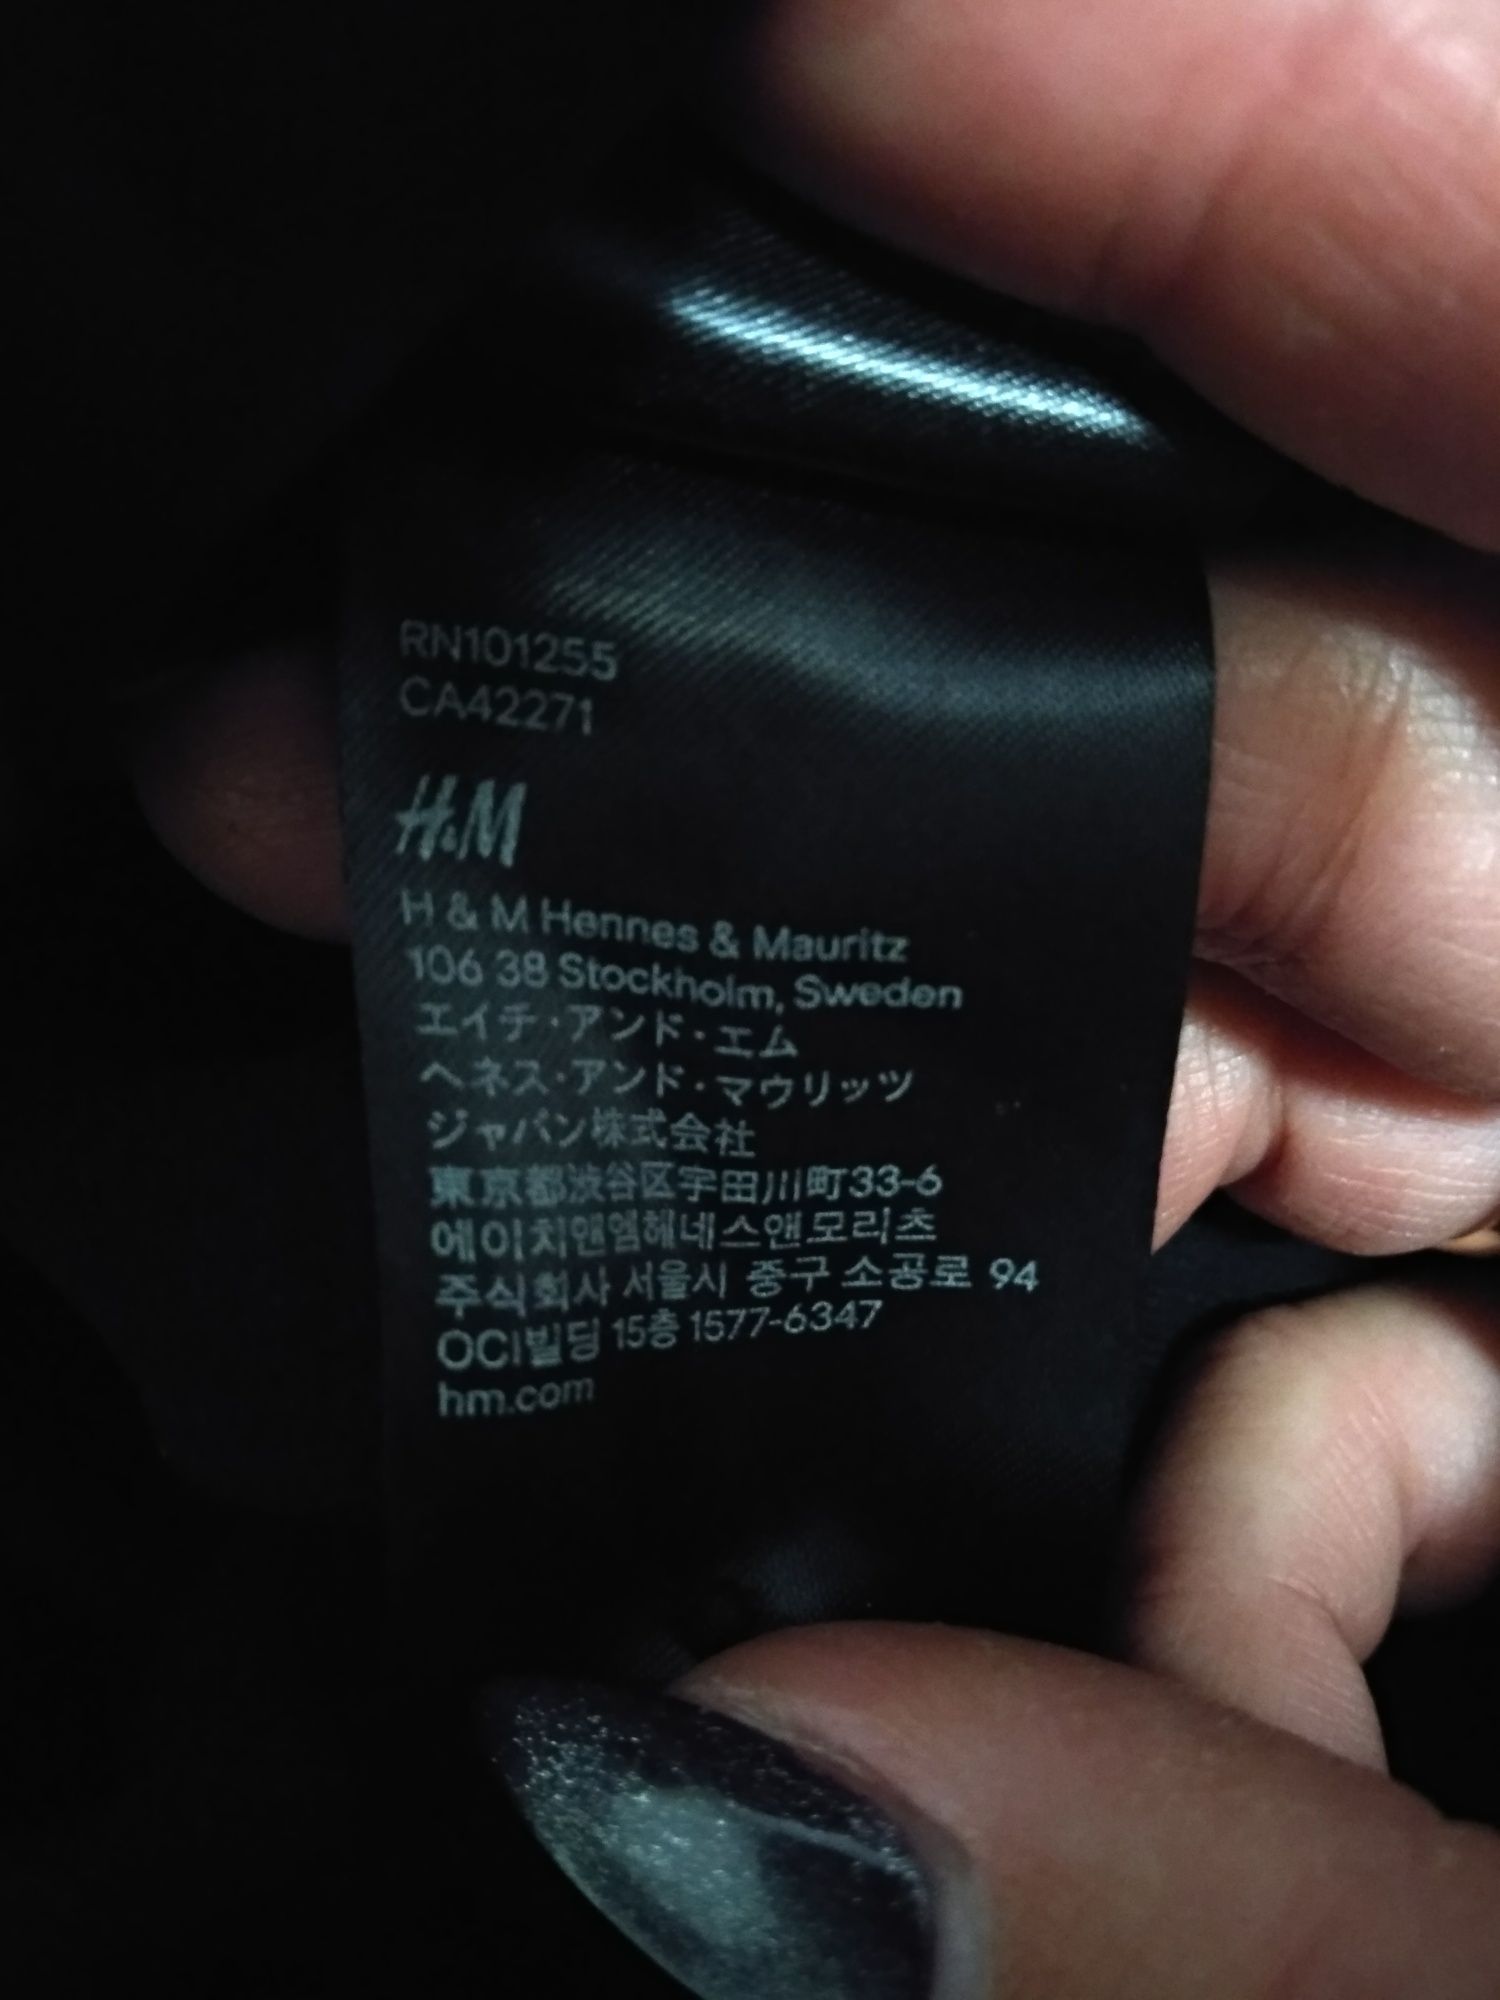 RN101255
CA42271
H&M
H & M Hennes & Mauritz
106 38 Stockholm, Sweden
エイチ・アンド・エム
ヘネス・アンド・マウリッツ
ジャパン株式会社
東京都渋谷区宇田川町33-6
에이치앤엠헤네스앤모리츠
주식회사 서울시 중구 소공로 94
OCI빌딩 15층 1577-6347
hm.com